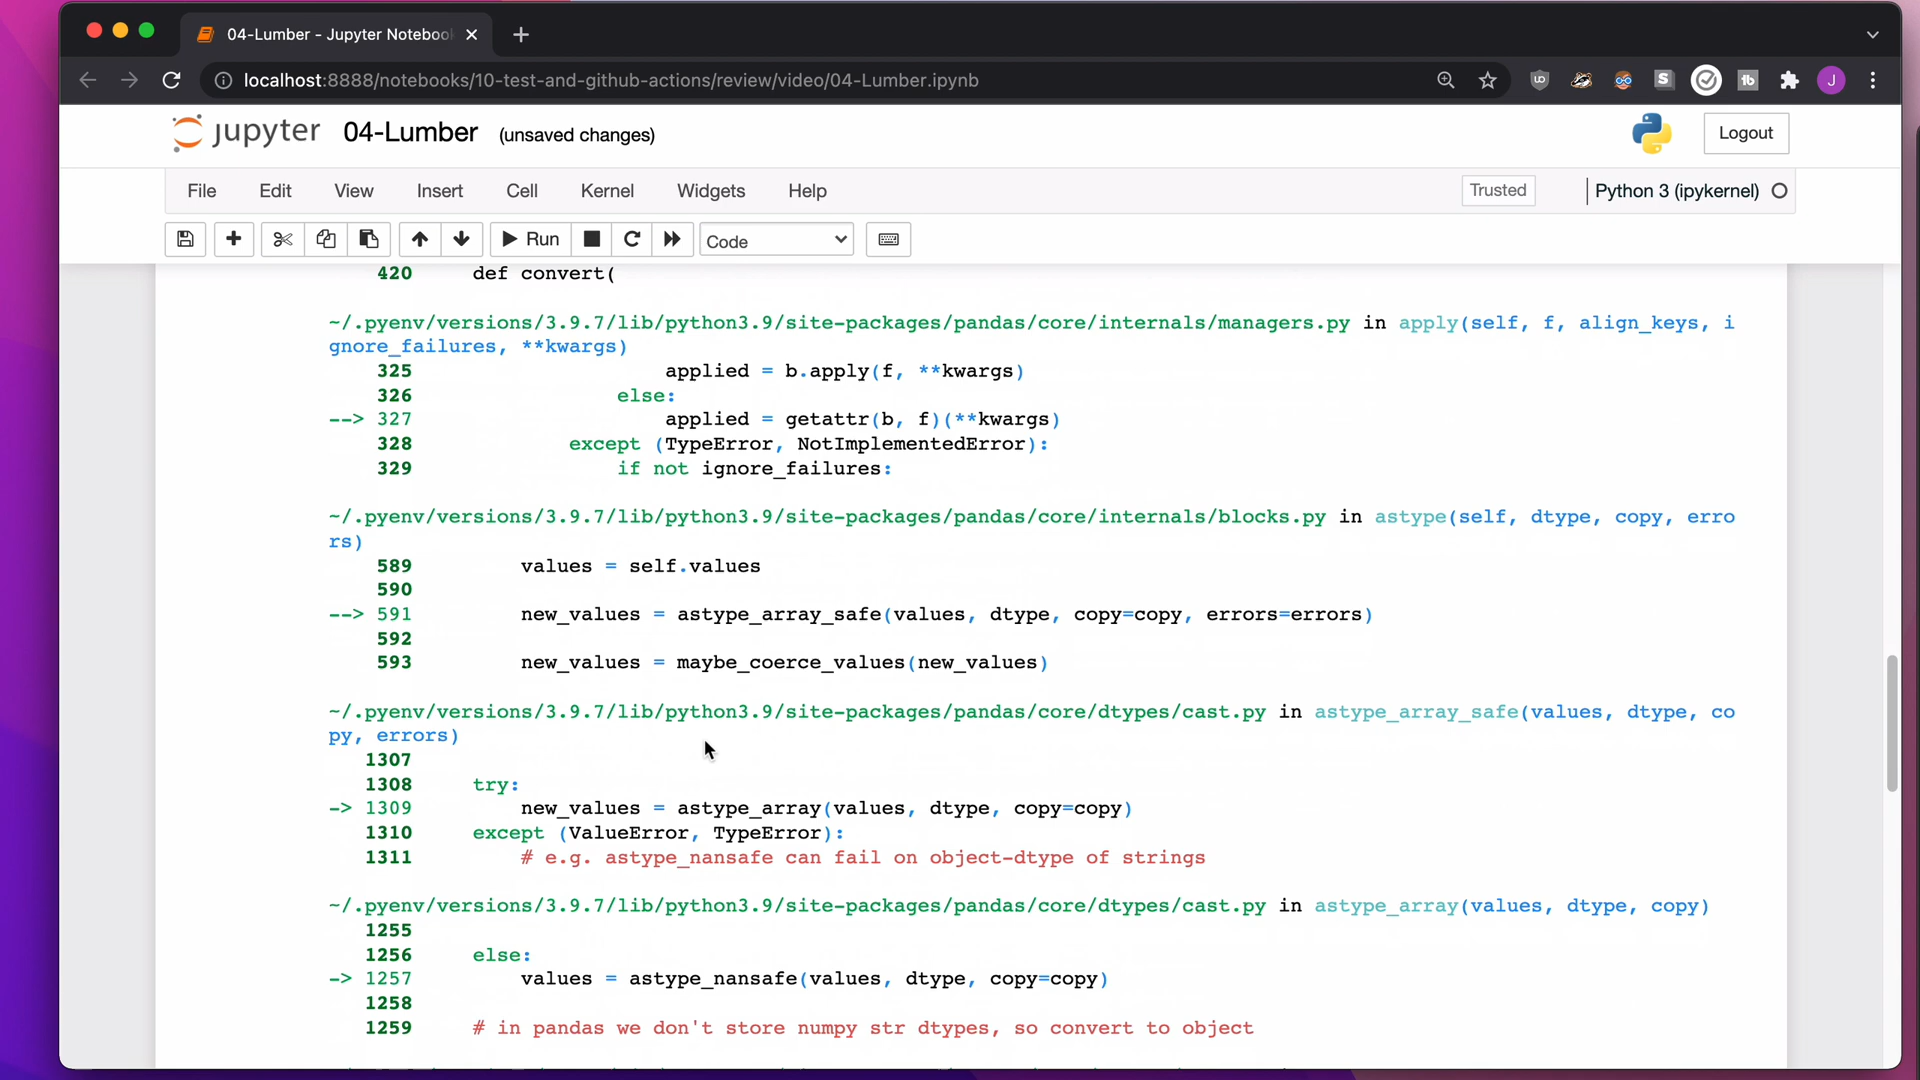 04-Lumber - Jupyter Noteboo
localhost:8888/notebooks/10-test-and-github-actions/review/video/04-Lumber.ipynb
J
jupyter 04-Lumber (unsaved changes)
Logout
File Edit View Insert Cell Kernel Widgets Help
Trusted
Python 3 (ipykernel)
Run
Code
420 def convert(
~/.pyenv/versions/3.9.7/lib/python3.9/site-packages/pandas/core/internals/managers.py in apply(self, f, align_keys, i
gnore_failures, **kwargs)
325 applied = b.apply(f, **kwargs)
326 else:
--> 327 applied = getattr(b, f)(**kwargs)
328 except (TypeError, NotImplementedError):
329 if not ignore_failures:
~/.pyenv/versions/3.9.7/lib/python3.9/site-packages/pandas/core/internals/blocks.py in astype(self, dtype, copy, erro
rs)
589 values = self.values
590
--> 591 new_values = astype_array_safe(values, dtype, copy=copy, errors=errors)
592
593 new_values = maybe_coerce_values(new_values)
~/.pyenv/versions/3.9.7/lib/python3.9/site-packages/pandas/core/dtypes/cast.py in astype_array_safe(values, dtype, co
py, errors)
1307
1308 try:
-> 1309 new_values = astype_array(values, dtype, copy=copy)
1310 except (ValueError, TypeError):
1311 # e.g. astype_nansafe can fail on object-dtype of strings
~/.pyenv/versions/3.9.7/lib/python3.9/site-packages/pandas/core/dtypes/cast.py in astype_array(values, dtype, copy)
1255
1256 else:
-> 1257 values = astype_nansafe(values, dtype, copy=copy)
1258
1259 # in pandas we don't store numpy str dtypes, so convert to object